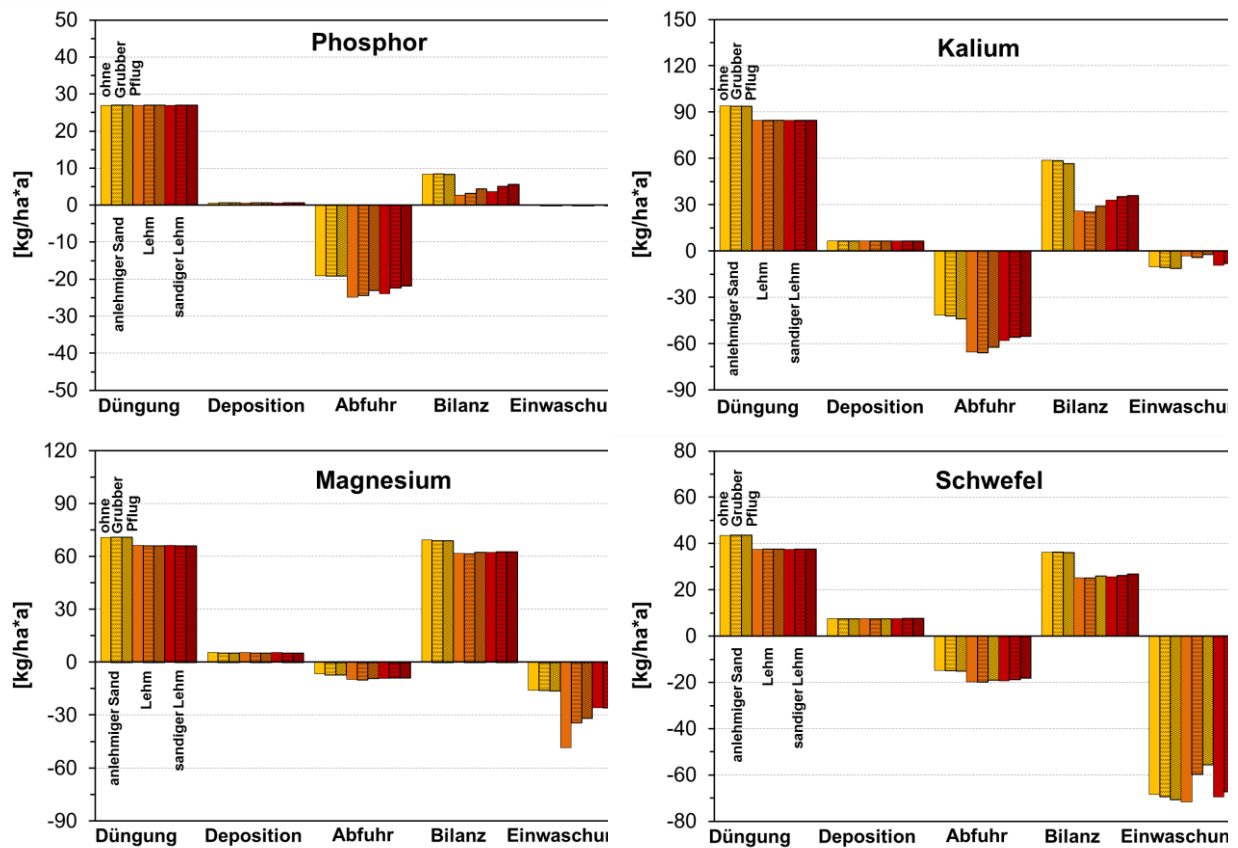 Phosphor
[kg/ha*a]
50
40
30
20
10
0
-10
-20
-30
-40
-50
ohne
Grubber
Pflug
anlehmiger Sand
Lehm
sandiger Lehm
Düngung Deposition Abfuhr Bilanz Einwaschun
Kalium
[kg/ha*a]
150
120
90
60
30
0
-30
-60
-90
ohne
Grubber
Pflug
anlehmiger Sand
Lehm
sandiger Lehm
Düngung Deposition Abfuhr Bilanz Einwaschun
Magnesium
[kg/ha*a]
120
90
60
30
0
-30
-60
-90
ohne
Grubber
Pflug
anlehmiger Sand
Lehm
sandiger Lehm
Düngung Deposition Abfuhr Bilanz Einwaschun
Schwefel
[kg/ha*a]
80
60
40
20
0
-20
-40
-60
-80
ohne
Grubber
Pflug
anlehmiger Sand
Lehm
sandiger Lehm
Düngung Deposition Abfuhr Bilanz Einwaschun